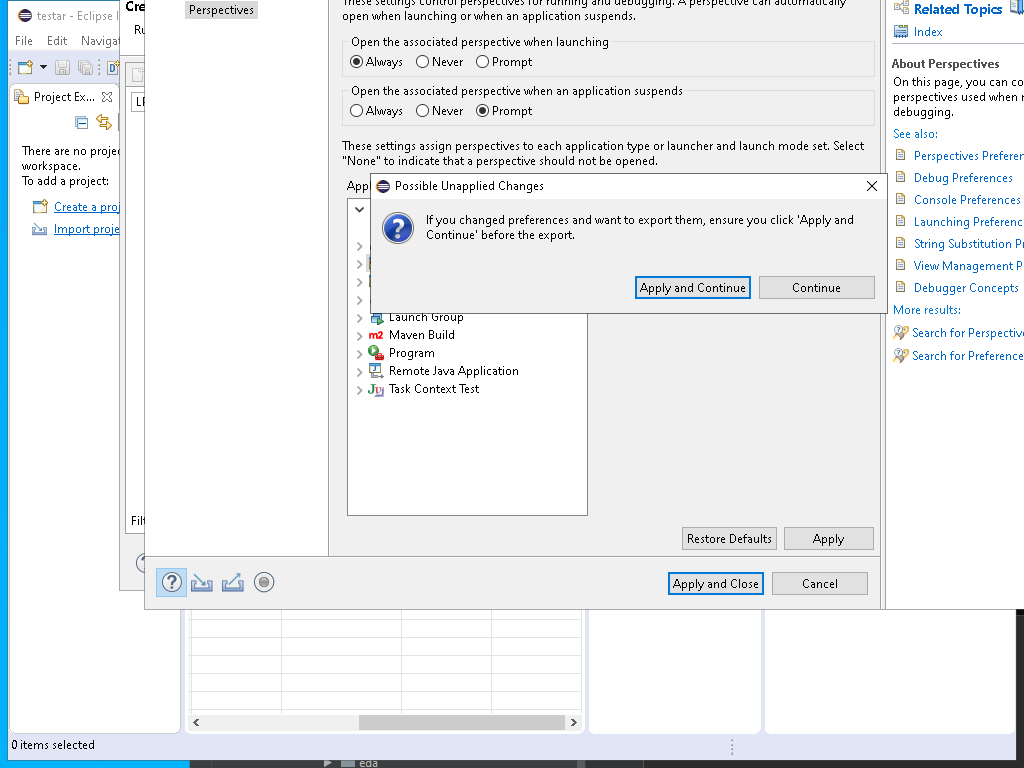 testar - Eclipse I
File Edit Navigat
Project Ex...
There are no proje
workspace.
To add a project:
Create a proj
Import proje
Cre
Ru
Filt
Perspectives
These settings control perspectives for running and debugging. A perspective can automatically
open when launching or when an application suspends.
Open the associated perspective when launching
Always Never Prompt
Open the associated perspective when an application suspends
Always Never Prompt
These settings assign perspectives to each application type or launcher and launch mode set. Select
"None" to indicate that a perspective should not be opened.
Appl
Possible Unapplied Changes
If you changed preferences and want to export them, ensure you click 'Apply and
Continue' before the export.
Apply and Continue Continue
Launch Group
m2 Maven Build
Program
Remote Java Application
Task Context Test
Restore Defaults Apply
Apply and Close Cancel
Related Topics
Index
About Perspectives
On this page, you can co
perspectives used when r
debugging.
See also:
Perspectives Preferen
Debug Preferences
Console Preferences
Launching Preferenc
String Substitution Pr
View Management P
Debugger Concepts
More results:
Search for Perspective
Search for Preference
0 items selected
eda